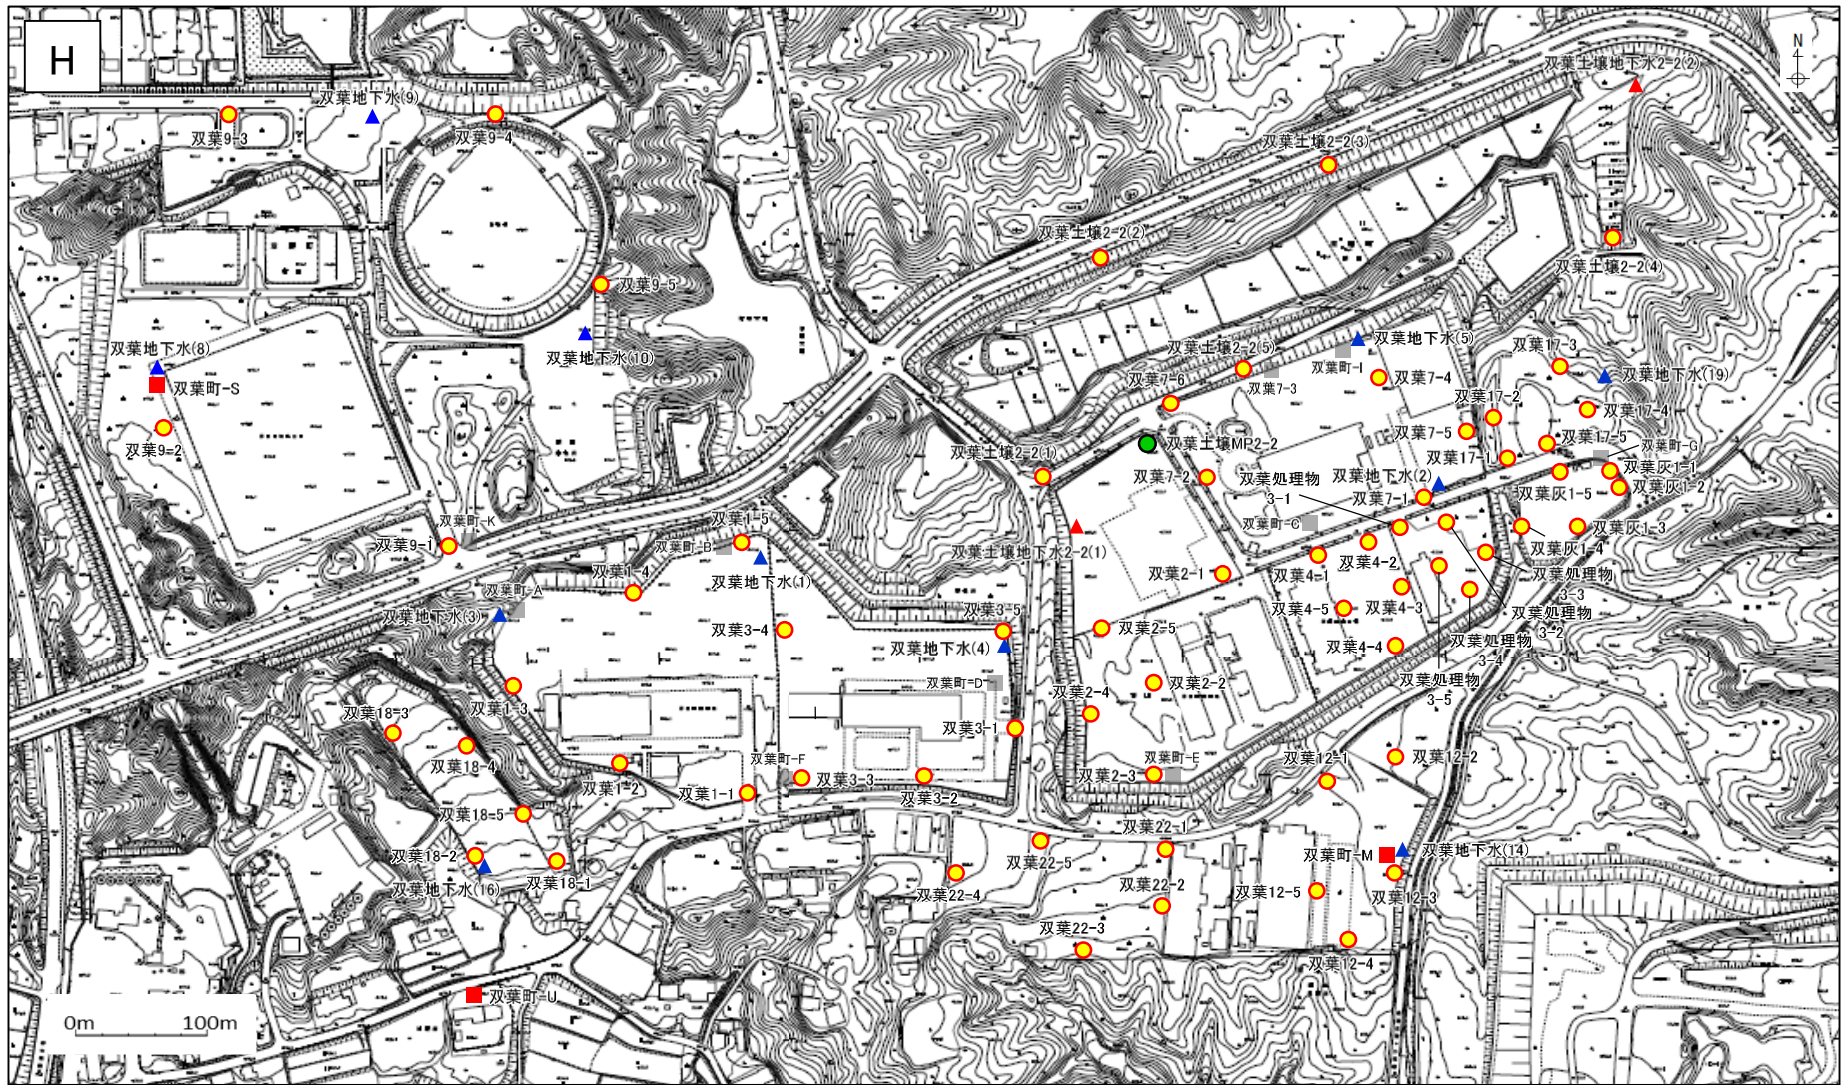 H
N
双葉地下水(9)
双葉9-3
双葉9-4
双葉土壌地下水2-2(2)
双葉土壌2-2(3)
双葉土壌2-2(2)
双葉土壌2-2(4)
双葉9-5
双葉地下水(10)
双葉地下水(8)
双葉町-S
双葉9-2
双葉土壌2-2(5)
双葉地下水(5)
双葉町-I
双葉7-3
双葉7-6
双葉7-4
双葉17-3
双葉地下水(19)
双葉17-2
双葉17-4
双葉7-5
双葉17-5
双葉町-G
双葉土壌MP2-2
双葉土壌2-2(1)
双葉17-1
双葉灰1-1
双葉7-2
双葉処理物
3-1
双葉地下水(2)
双葉7-1
双葉灰1-5
双葉灰1-2
双葉町-K
双葉9-1
双葉1-5
双葉町-B
双葉町-C
双葉灰1-3
双葉土壌地下水2-2(1)
双葉灰1-4
双葉4-2
双葉4-1
双葉1-4
双葉地下水(1)
双葉2-1
双葉処理物
3-3
双葉町-A
双葉地下水(3)
双葉3-5
双葉4-5
双葉4-3
双葉処理物
3-2
双葉3-4
双葉地下水(4)
双葉2-5
双葉4-4
双葉処理物
3-4
双葉町-D
双葉2-2
双葉処理物
3-5
双葉1-3
双葉2-4
双葉18-3
双葉3-1
双葉18-4
双葉町-F
双葉町-E
双葉12-1
双葉12-2
双葉1-2
双葉1-1
双葉3-3
双葉3-2
双葉2-3
双葉18-5
双葉22-1
双葉18-2
双葉地下水(16)
双葉18-1
双葉22-5
双葉町-M
双葉地下水(14)
双葉22-4
双葉22-2
双葉12-5
双葉12-3
双葉22-3
双葉12-4
双葉町-U
0m
100m